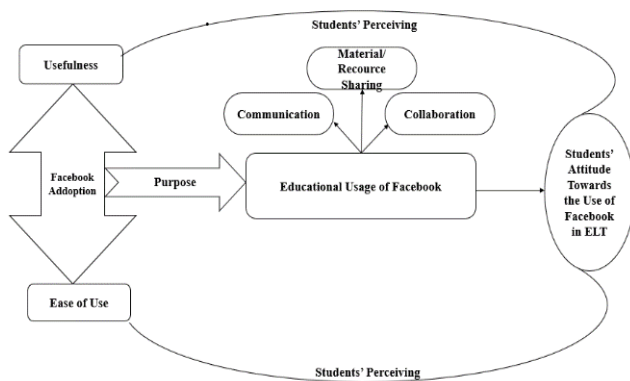 Students' Perceiving
Usefulness
Material/
Recource
Sharing
Communication
Collaboration
Facebook
Addoption
Purpose
Educational Usage of Facebook
Students'
Attitude
Towards
the Use of
Facebook
in ELT
Ease of Use
Students' Perceiving